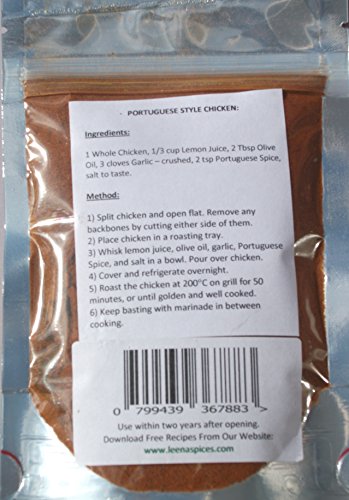 - PORTUGUESE STYLE CHICKEN:
Ingredients:
1 Whole Chicken, 1/3 cup Lemon Juice, 2 Tbsp Olive
Oil, 3 cloves Garlic – crushed, 2 tsp Portuguese Spice,
salt to taste.
Method:
1) Split chicken and open flat. Remove any
backbones by cutting either side of them.
2) Place chicken in a roasting tray.
3) Whisk lemon juice, olive oil, garlic, Portuguese
Spice, and salt in a bowl. Pour over chicken.
4) Cover and refrigerate overnight.
5) Roast the chicken at 200°C on grill for 50
minutes, or until golden and well cooked.
6) Keep basting with marinade in between
cooking.
0 799439 367883 >
Use within two years after opening.
Download Free Recipes From Our Website:
www.leenaspices.com